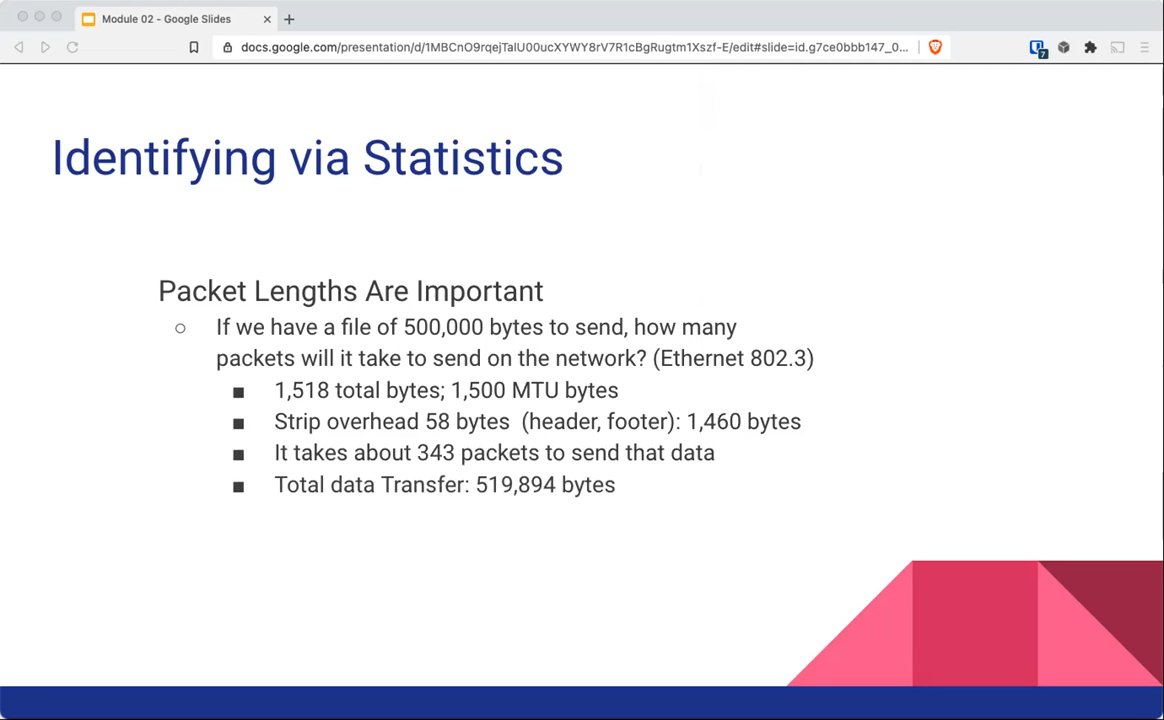 Module 02 - Google Slides
docs.google.com/presentation/d/1MBCnO9rqejTalU00ucXYWY8rV7R1cBgRugtm1Xszf-E/edit#slide=id.g7ce0bbb147_0...
7
Identifying via Statistics
Packet Lengths Are Important
If we have a file of 500,000 bytes to send, how many
packets will it take to send on the network? (Ethernet 802.3)
1,518 total bytes; 1,500 MTU bytes
Strip overhead 58 bytes (header, footer): 1,460 bytes
It takes about 343 packets to send that data
Total data Transfer: 519,894 bytes